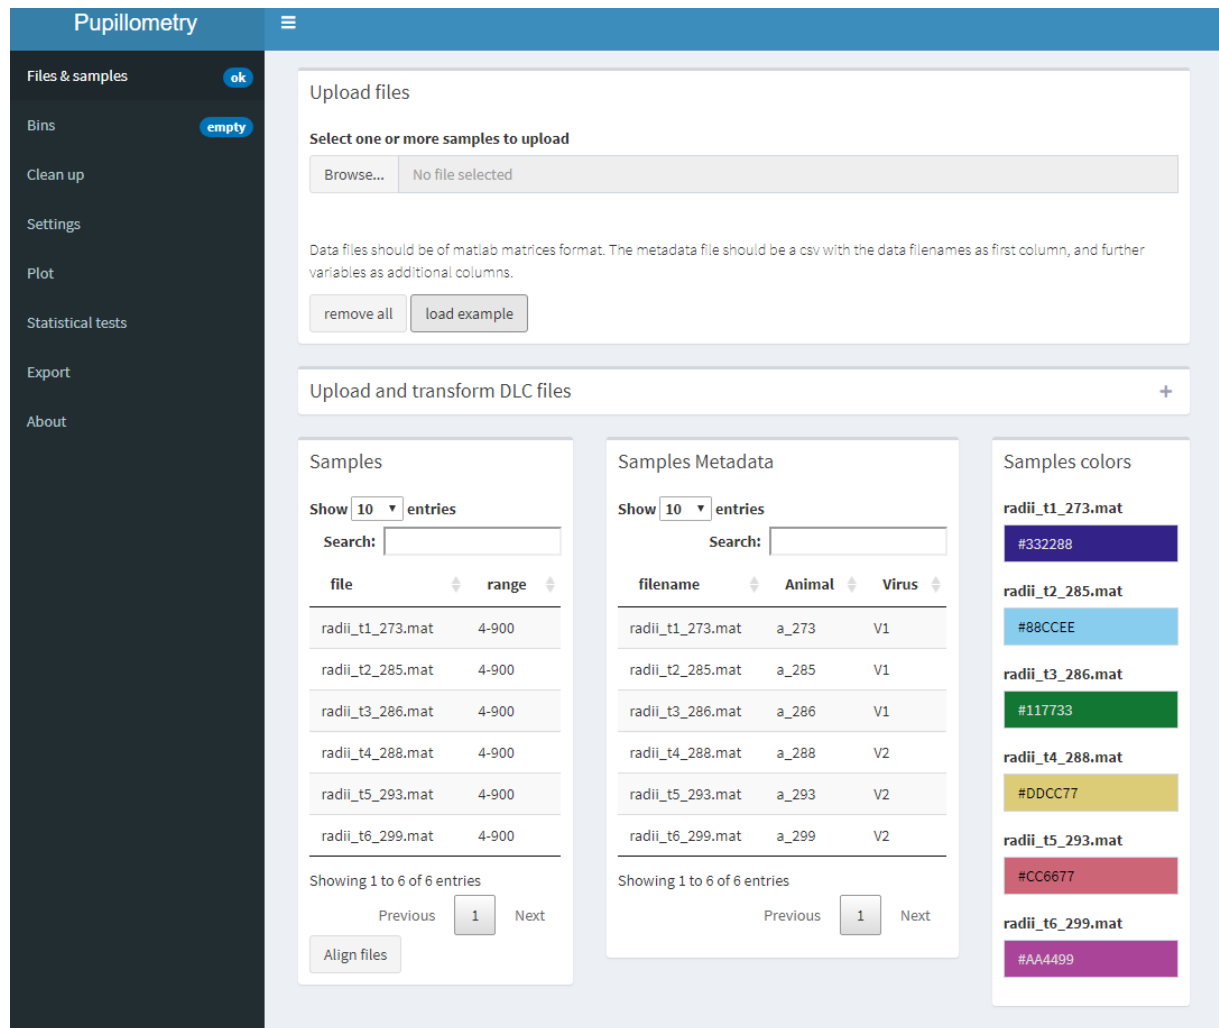 Pupillometry
Files & samples ok
Bins empty
Clean up
Settings
Plot
Statistical tests
Export
About
Upload files
Select one or more samples to upload
Browse... No file selected
Data files should be of matlab matrices format. The metadata file should be a csv with the data filenames as first column, and further
variables as additional columns.
remove all load example
Upload and transform DLC files +
Samples
Show 10 entries
Search:
file range
radii_t1_273.mat 4-900
radii_t2_285.mat 4-900
radii_t3_286.mat 4-900
radii_t4_288.mat 4-900
radii_t5_293.mat 4-900
radii_t6_299.mat 4-900
Showing 1 to 6 of 6 entries
Previous 1 Next
Align files
Samples Metadata
Show 10 entries
Search:
filename Animal Virus
radii_t1_273.mat a_273 V1
radii_t2_285.mat a_285 V1
radii_t3_286.mat a_286 V1
radii_t4_288.mat a_288 V2
radii_t5_293.mat a_293 V2
radii_t6_299.mat a_299 V2
Showing 1 to 6 of 6 entries
Previous 1 Next
Samples colors
radii_t1_273.mat
#332288
radii_t2_285.mat
#88CCEE
radii_t3_286.mat
#117733
radii_t4_288.mat
#DDCC77
radii_t5_293.mat
#CC6677
radii_t6_299.mat
#AA4499